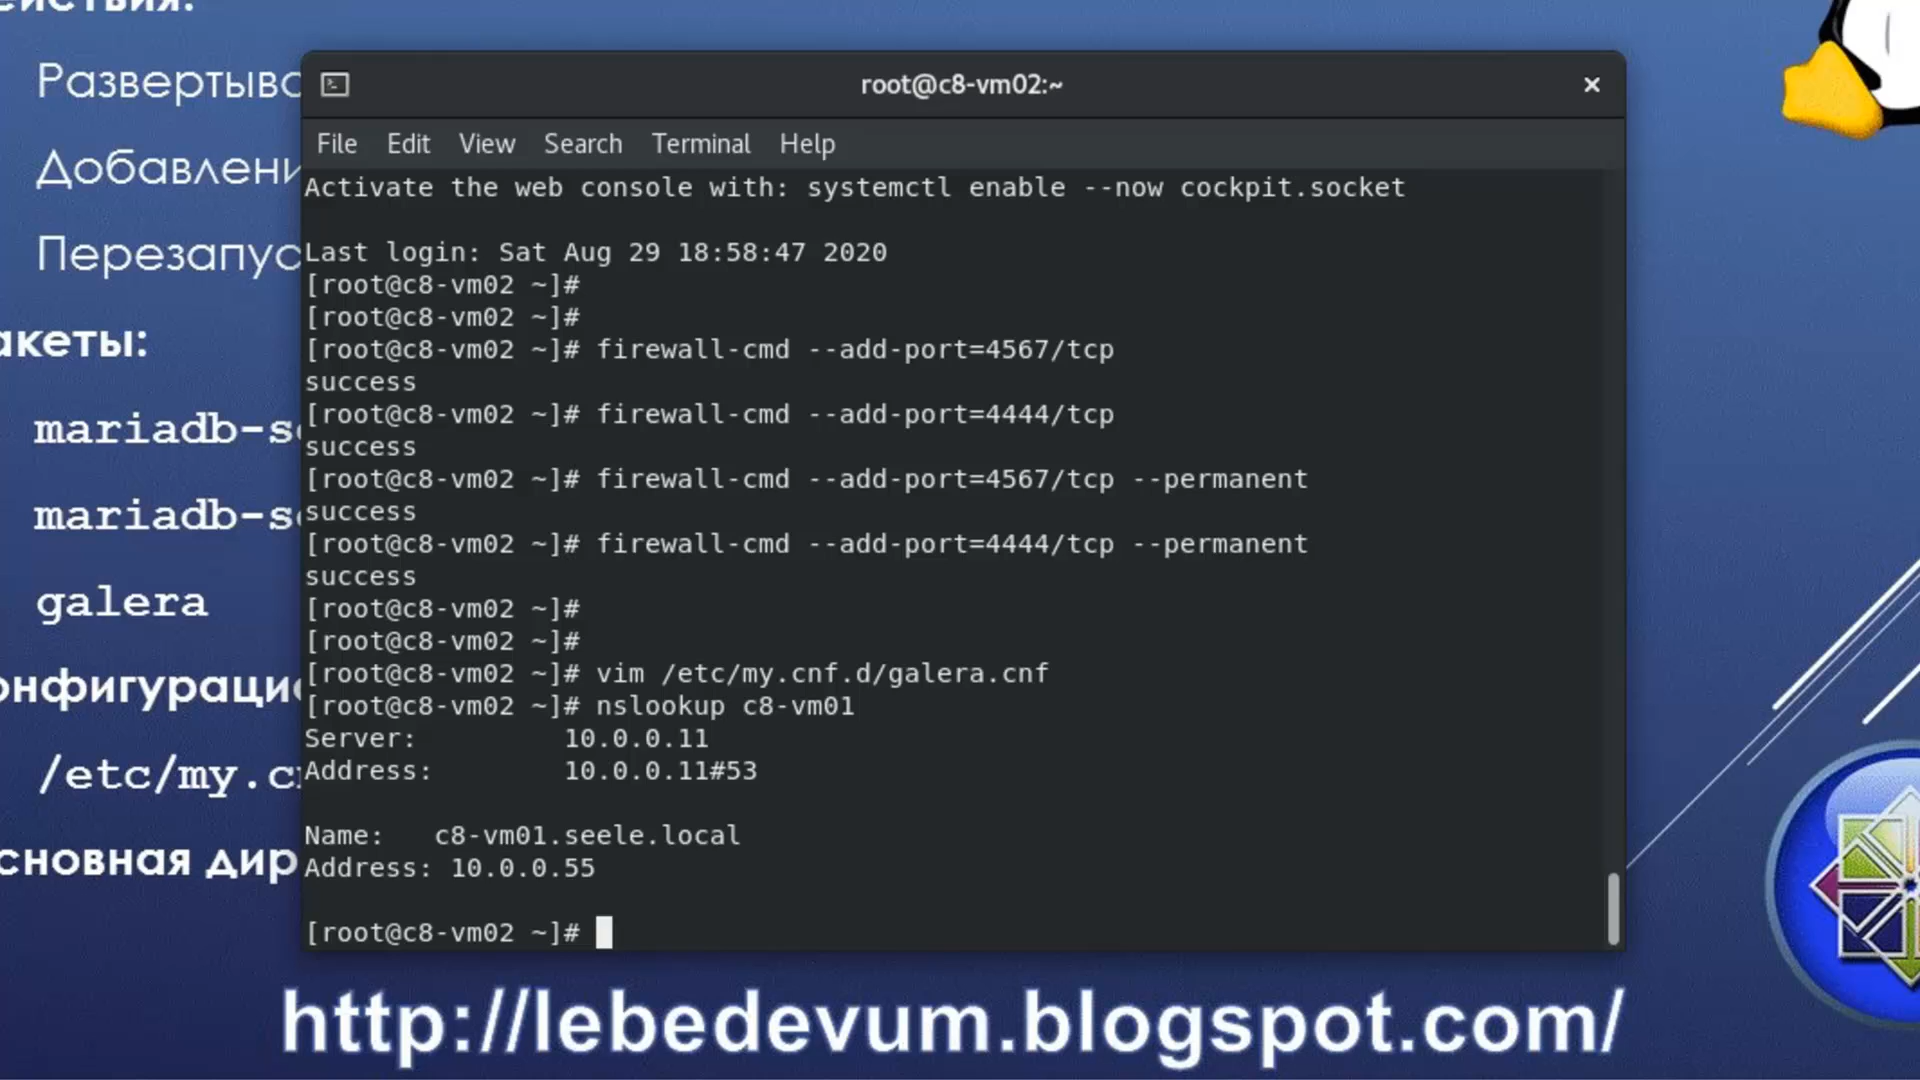 root@c8-vm02:~
File Edit View Search Terminal Help
Activate the web console with: systemctl enable --now cockpit.socket
Last login: Sat Aug 29 18:58:47 2020
[root@c8-vm02 ~]#
[root@c8-vm02 ~]#
[root@c8-vm02 ~]# firewall-cmd --add-port=4567/tcp
success
[root@c8-vm02 ~]# firewall-cmd --add-port=4444/tcp
success
[root@c8-vm02 ~]# firewall-cmd --add-port=4567/tcp --permanent
success
[root@c8-vm02 ~]# firewall-cmd --add-port=4444/tcp --permanent
success
[root@c8-vm02 ~]#
[root@c8-vm02 ~]#
[root@c8-vm02 ~]# vim /etc/my.cnf.d/galera.cnf
[root@c8-vm02 ~]# nslookup c8-vm01
Server: 10.0.0.11
Address: 10.0.0.11#53
Name: c8-vm01.seele.local
Address: 10.0.0.55
[root@c8-vm02 ~]#
ействия:
Развертыва
Добавлени
Перезапус
акеты:
mariadb-se
mariadb-se
galera
онфигурацио
/etc/my.cn
сновная дир
http://lebedevum.blogspot.com/